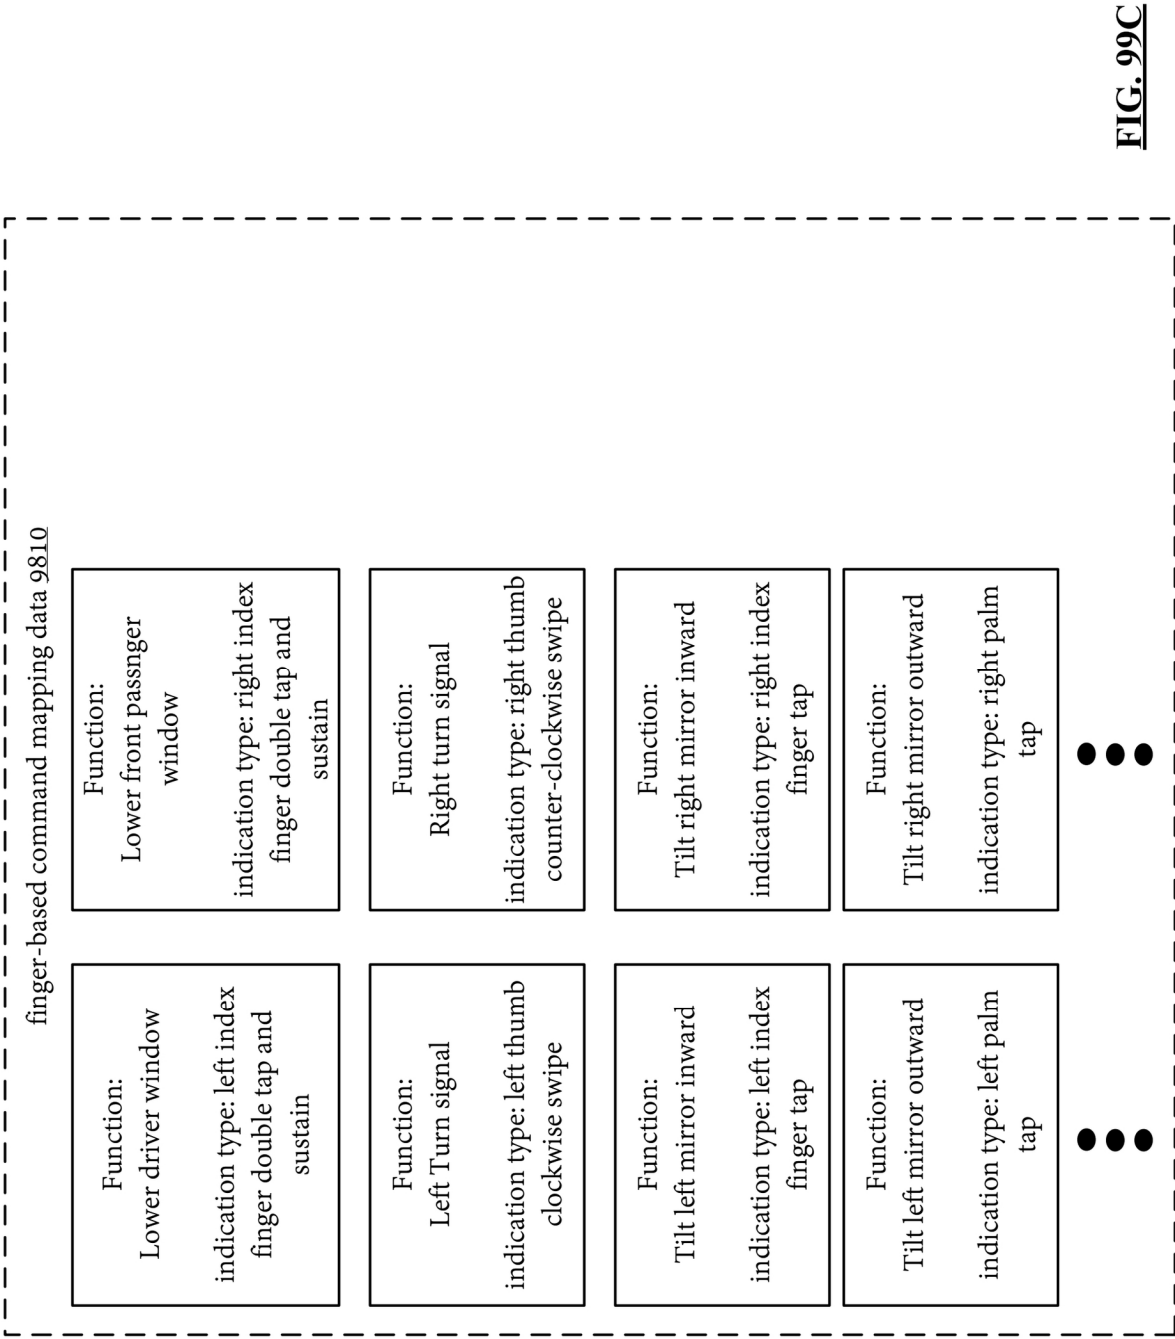 finger-based command mapping data 9810
Function:
Lower driver window
indication type: left index
finger double tap and
sustain
Function:
Lower front passnger
window
indication type: right index
finger double tap and
sustain
Function:
Left Turn signal
indication type: left thumb
clockwise swipe
Function:
Right turn signal
indication type: right thumb
counter-clockwise swipe
Function:
Tilt left mirror inward
indication type: left index
finger tap
Function:
Tilt right mirror inward
indication type: right index
finger tap
Function:
Tilt left mirror outward
indication type: left palm
tap
Function:
Tilt right mirror outward
indication type: right palm
tap
FIG. 99C